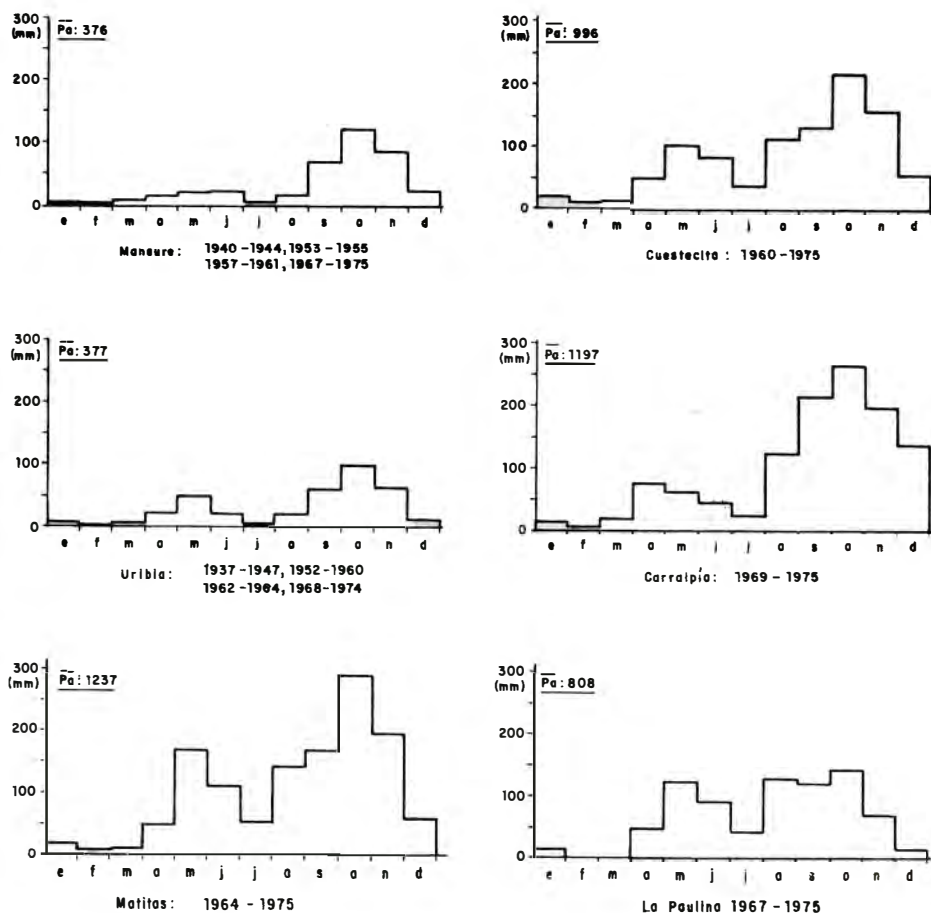 300
(mm)
Pa: 376
200
100
0
e f m a m j j a s o n d
Manaure: 1940-1944, 1953-1955
1957-1961, 1967-1975
300
(mm)
Pa: 996
200
100
0
e f m a m j j a s o n d
Cuestecita: 1960-1975
300
(mm)
Pa: 377
200
100
0
e f m a m j j a s o n d
Uribia: 1937-1947, 1952-1960
1962-1964, 1968-1974
300
(mm)
Pa: 1197
200
100
0
e f m a m j j a s o n d
Carraipía: 1969-1975
300
(mm)
Pa: 1237
200
100
0
e f m a m j j a s o n d
Matitas: 1964-1975
300
(mm)
Pa: 808
200
100
0
e f m a m j j a s o n d
La Paulina 1967-1975